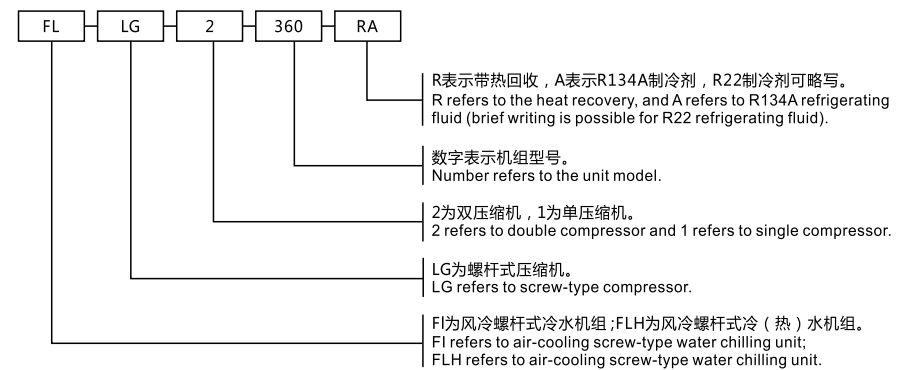 FL LG 2 360 RA
R表示带热回收，A表示R134A制冷剂，R22制冷剂可略写。
R refers to the heat recovery, and A refers to R134A refrigerating
fluid (brief writing is possible for R22 refrigerating fluid).
数字表示机组型号。
Number refers to the unit model.
2为双压缩机，1为单压缩机。
2 refers to double compressor and 1 refers to single compressor.
LG为螺杆式压缩机。
LG refers to screw-type compressor.
Fl为风冷螺杆式冷水机组;FLH为风冷螺杆式冷（热）水机组。
Fl refers to air-cooling screw-type water chilling unit;
FLH refers to air-cooling screw-type water chilling unit.